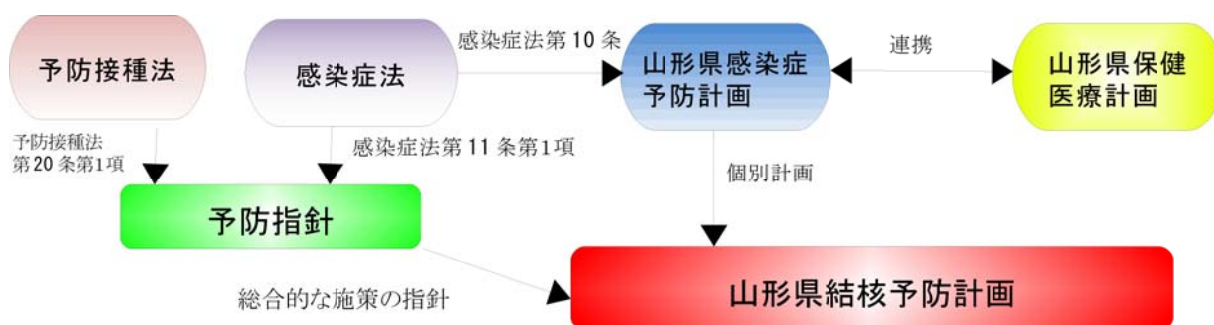 予防接種法
感染症法
感染症法第10条
山形県感染症
予防計画
連携
山形県保健
医療計画
予防接種法
第20条第1項
感染症法第11条第1項
個別計画
予防指針
総合的な施策の指針
山形県結核予防計画